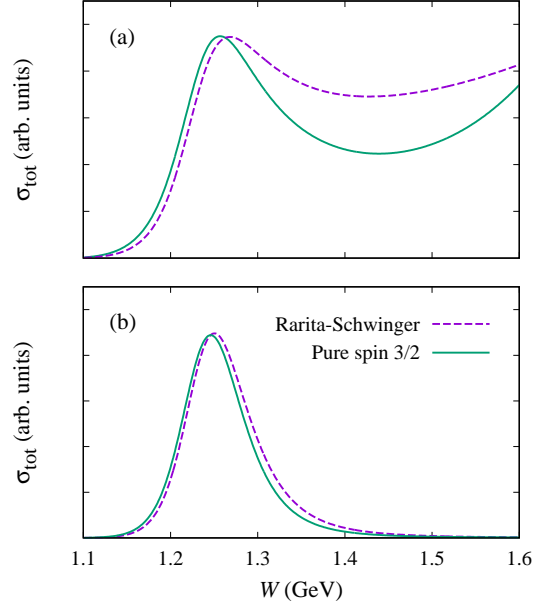 (a)
σtot (arb. units)
(b)
Rarita-Schwinger
Pure spin 3/2
σtot (arb. units)
1.1 1.2 1.3 1.4 1.5 1.6
W (GeV)